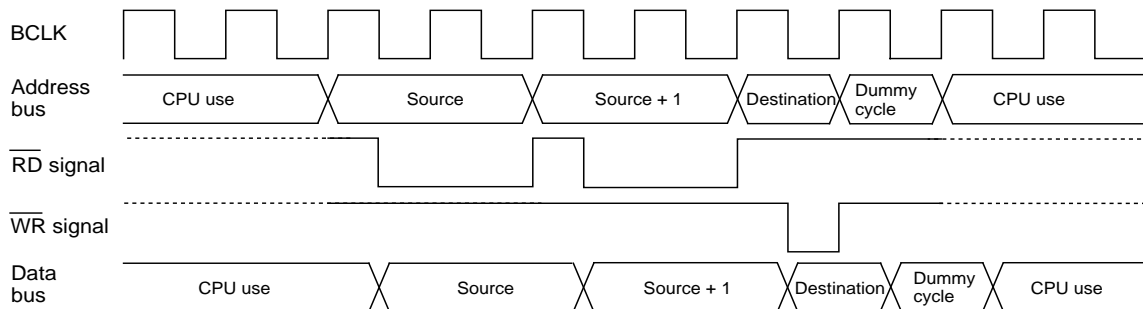 BCLK
Address
bus
CPU use
Source
Source + 1
Destination
Dummy
cycle
CPU use
RD signal
WR signal
Data
bus
CPU use
Source
Source + 1
Destination
Dummy
cycle
CPU use